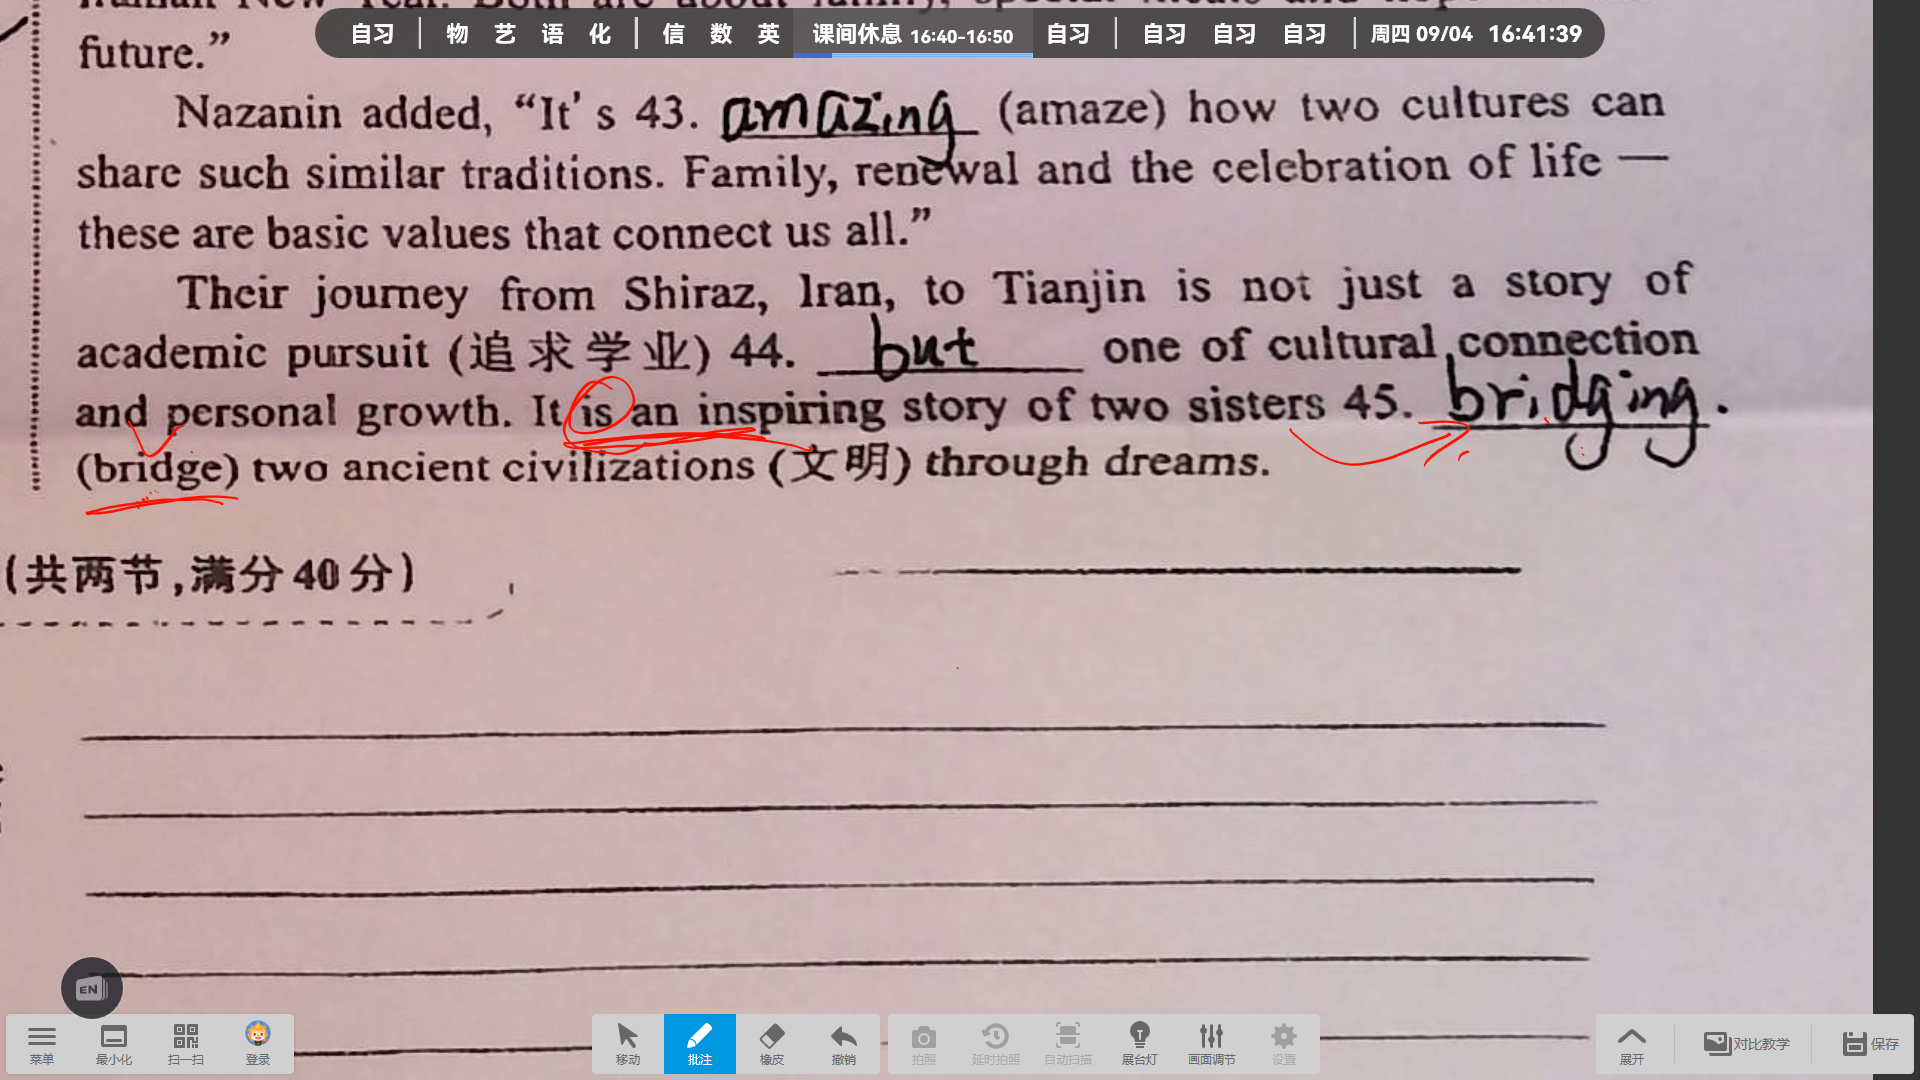 自习 | 物 艺 语 化 | 信 数 英 课间休息 16:40-16:50 自习 | 自习 自习 自习 | 周四 09/04 16:41:39
future.”
Nazanin added, “It’s 43. amazing (amaze) how two cultures can
share such similar traditions. Family, renewal and the celebration of life —
these are basic values that connect us all.”
Their journey from Shiraz, Iran, to Tianjin is not just a story of
academic pursuit (追求学业) 44. but one of cultural connection
and personal growth. It is an inspiring story of two sisters 45. bridging.
(bridge) two ancient civilizations (文明) through dreams.
(共两节,满分40分)
EN
菜单 最小化 扫一扫 登录 移动 批注 橡皮 撤销 拍照 延时拍照 自动扫描 展台灯 画面调节 设置 展开 对比教学 保存